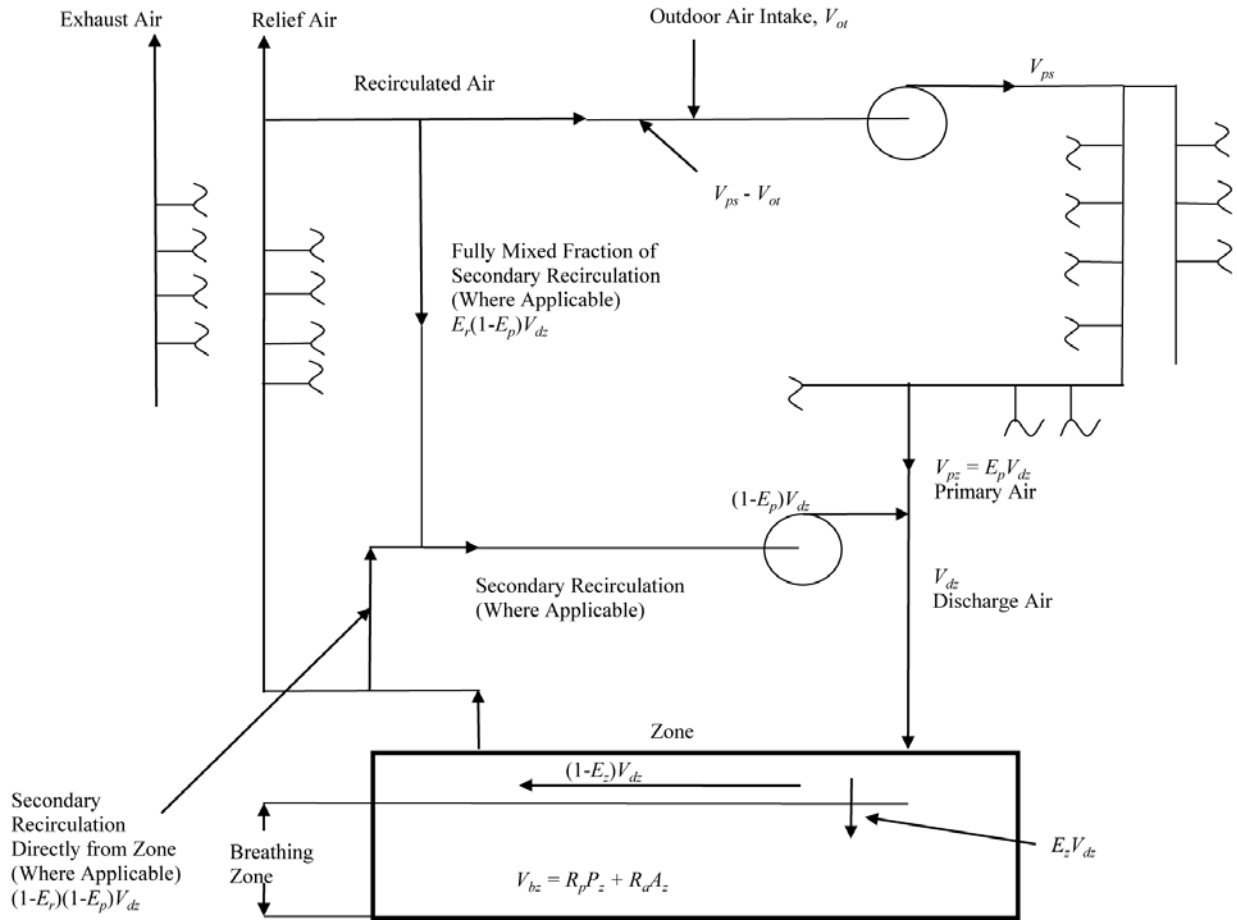 Exhaust Air
Relief Air
Outdoor Air Intake, V_ot
V_ps
Recirculated Air
V_ps - V_ot
Fully Mixed Fraction of
Secondary Recirculation
(Where Applicable)
E_r(1-E_p)V_dz
V_pz = E_pV_dz
Primary Air
(1-E_p)V_dz
Secondary Recirculation
(Where Applicable)
V_dz
Discharge Air
Zone
(1-E_z)V_dz
Secondary
Recirculation
Directly from Zone
(Where Applicable)
(1-E_r)(1-E_p)V_dz
Breathing
Zone
E_zV_dz
V_bz = R_pP_z + R_aA_z